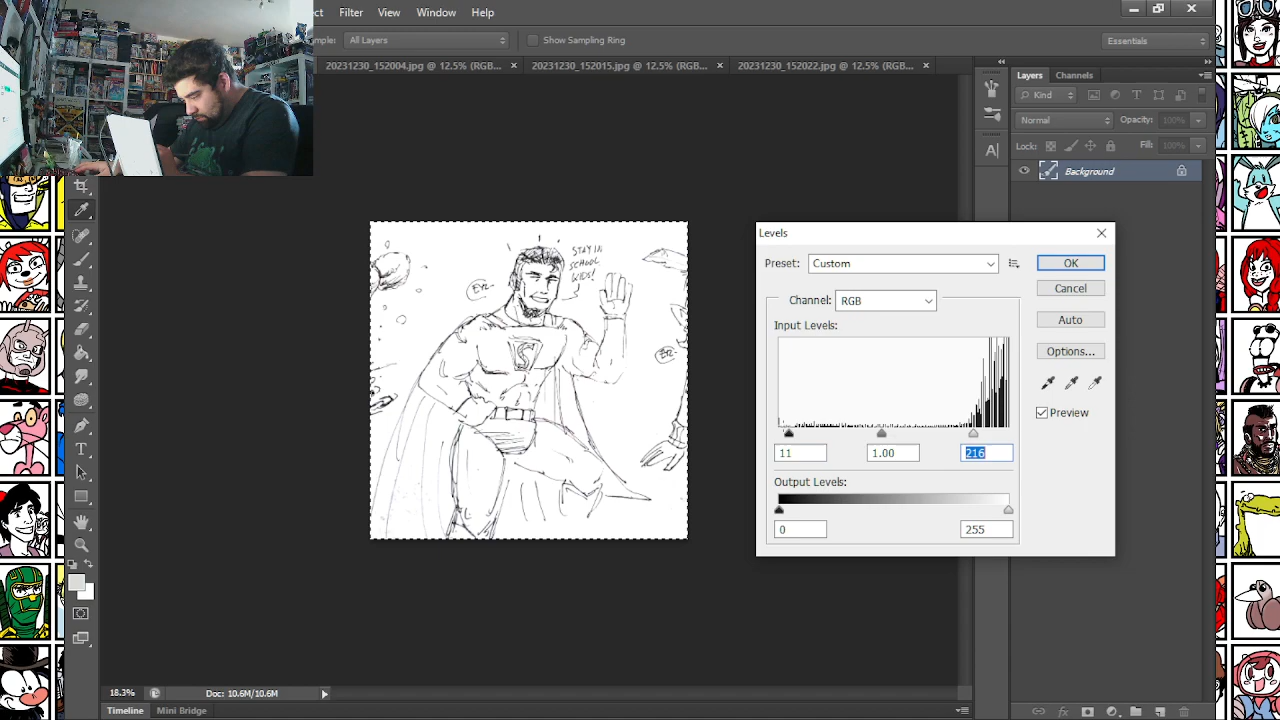 ect Filter View Window Help
mple: All Layers Show Sampling Ring Essentials
20231230_152004.jpg @ 12.5% (RGB... 20231230_152015.jpg @ 12.5% (RGB... 20231230_152022.jpg @ 12.5% (RGB...
Layers Channels
Kind
Normal Opacity: 100%
Lock: Fill: 100%
Background
STAY IN
SCHOOL
KIDS!
S
Levels
Preset: Custom OK
Cancel
Channel: RGB
Auto
Input Levels:
Options...
Preview
11 1.00 216
Output Levels:
0 255
18.3% Doc: 10.6M/10.6M
Timeline Mini Bridge